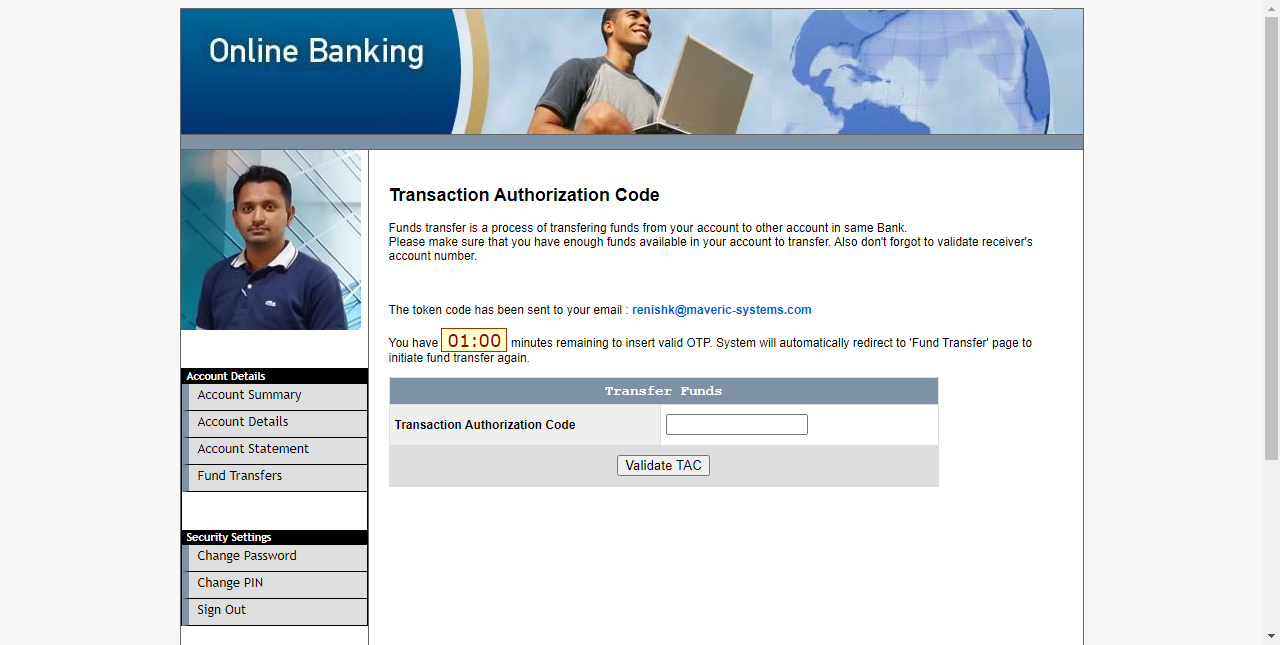 Online Banking
Transaction Authorization Code
Funds transfer is a process of transfering funds from your account to other account in same Bank.
Please make sure that you have enough funds available in your account to transfer. Also don't forgot to validate receiver's
account number.
The token code has been sent to your email : renishk@maveric-systems.com
You have 01:00 minutes remaining to insert valid OTP. System will automatically redirect to 'Fund Transfer' page to
initiate fund transfer again.
Transfer Funds
Transaction Authorization Code
Validate TAC
Account Details
Account Summary
Account Details
Account Statement
Fund Transfers
Security Settings
Change Password
Change PIN
Sign Out